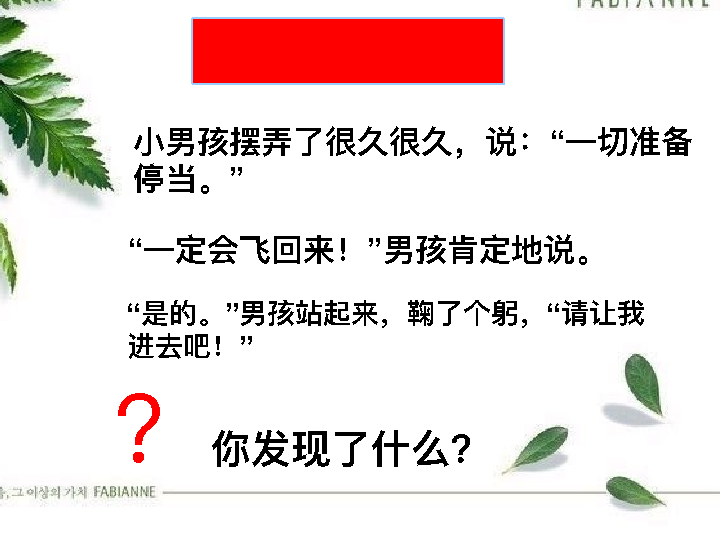 FABIANNE
小男孩摆弄了很久很久，说：“一切准备
停当。”
“一定会飞回来！”男孩肯定地说。
“是的。”男孩站起来，鞠了个躬，“请让我
进去吧！”
？ 你发现了什么?
,그 이상의 가치 FABIANNE